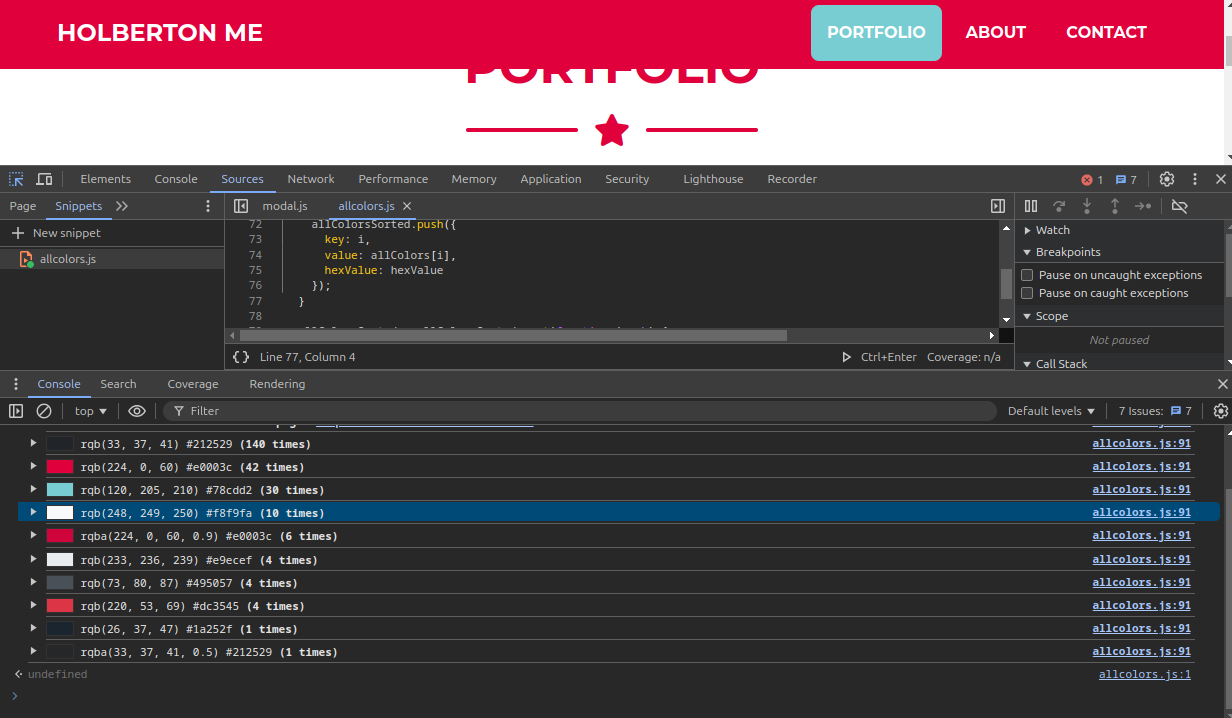 HOLBERTON ME PORTFOLIO ABOUT CONTACT
PORTFOLIO
Elements Console Sources Network Performance Memory Application Security Lighthouse Recorder 1 7
Page Snippets modal.js allcolors.js
New snippet
allcolors.js
72 allColorsSorted.push({
73 key: i,
74 value: allColors[i],
75 hexValue: hexValue
76 });
77 }
78
{} Line 77, Column 4 Ctrl+Enter Coverage: n/a
Watch
Breakpoints
Pause on uncaught exceptions
Pause on caught exceptions
Scope
Not paused
Call Stack
Console Search Coverage Rendering
top Filter Default levels 7 Issues: 7
rgb(33, 37, 41) #212529 (140 times) allcolors.js:91
rgb(224, 0, 60) #e0003c (42 times) allcolors.js:91
rgb(120, 205, 210) #78cdd2 (30 times) allcolors.js:91
rgb(248, 249, 250) #f8f9fa (10 times) allcolors.js:91
rgba(224, 0, 60, 0.9) #e0003c (6 times) allcolors.js:91
rgb(233, 236, 239) #e9ecef (4 times) allcolors.js:91
rgb(73, 80, 87) #495057 (4 times) allcolors.js:91
rgb(220, 53, 69) #dc3545 (4 times) allcolors.js:91
rgb(26, 37, 47) #1a252f (1 times) allcolors.js:91
rgba(33, 37, 41, 0.5) #212529 (1 times) allcolors.js:91
undefined allcolors.js:1